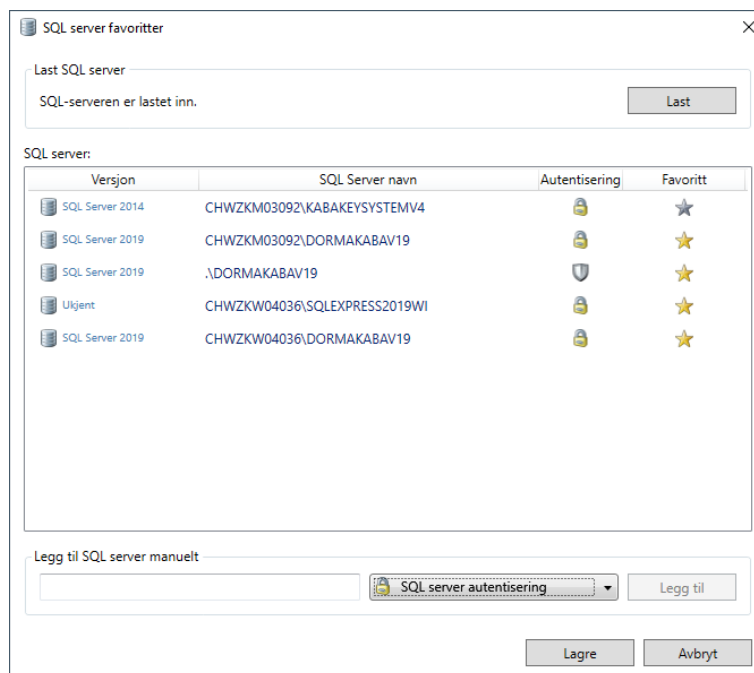 SQL server favoritter
Last SQL server
SQL-serveren er lastet inn.
Last
SQL server:
Versjon SQL Server navn Autentisering Favoritt
SQL Server 2014 CHWZKM03092\KABAKEYSYSTEMV4
SQL Server 2019 CHWZKM03092\DORMAKABAV19
SQL Server 2019 .\DORMAKABAV19
Ukjent CHWZKW04036\SQLEXPRESS2019WI
SQL Server 2019 CHWZKW04036\DORMAKABAV19
Legg til SQL server manuelt
SQL server autentisering Legg til
Lagre Avbryt